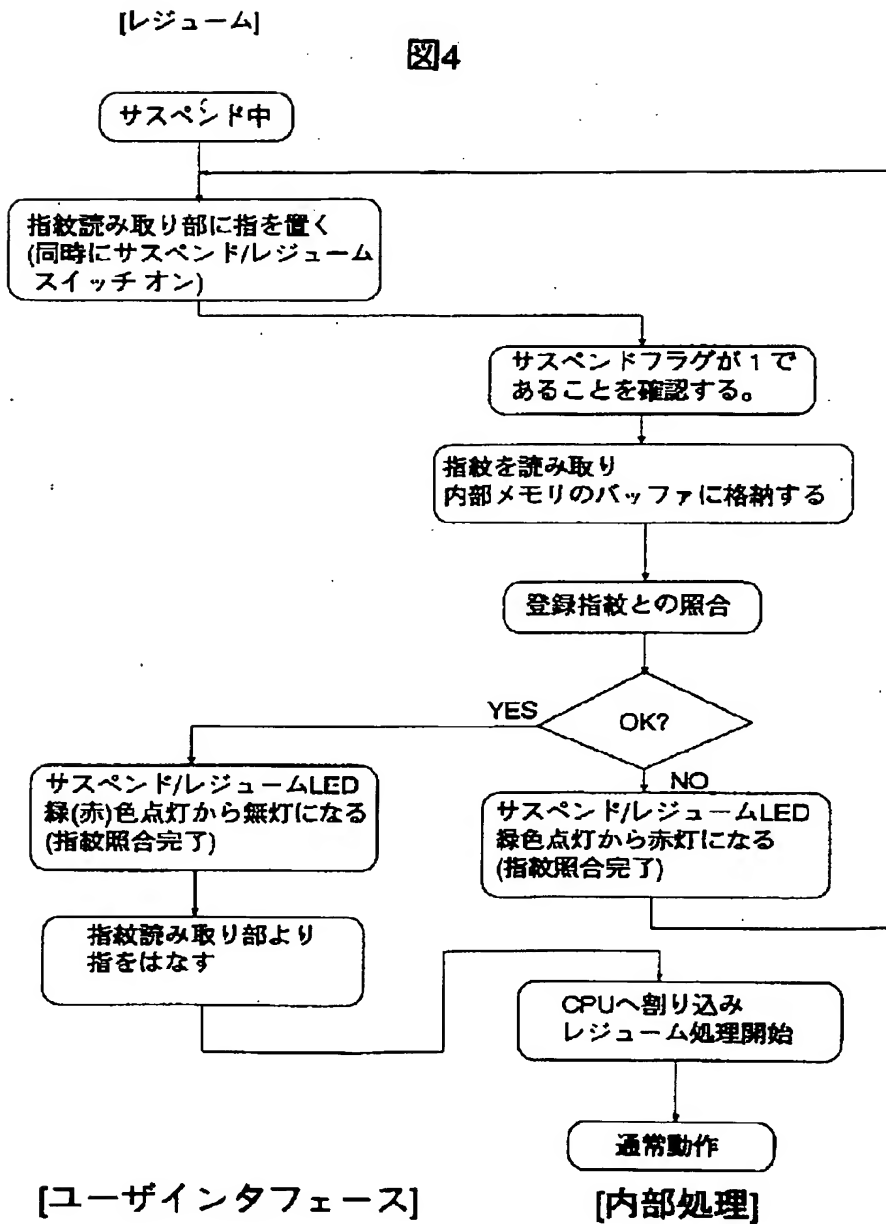 [レジューム]
図4
サスペンド中
指紋読み取り部に指を置く
(同時にサスペンド/レジューム
スイッチ オン)
サスペンドフラグが1で
あることを確認する。
指紋を読み取り
内部メモリのバッファに格納する
登録指紋との照合
OK?
YES
NO
サスペンド/レジュームLED
緑(赤)色点灯から無灯になる
(指紋照合完了)
サスペンド/レジュームLED
緑色点灯から赤灯になる
(指紋照合完了)
指紋読み取り部より
指をはなす
CPUへ割り込み
レジューム処理開始
通常動作
[ユーザインタフェース]
[内部処理]